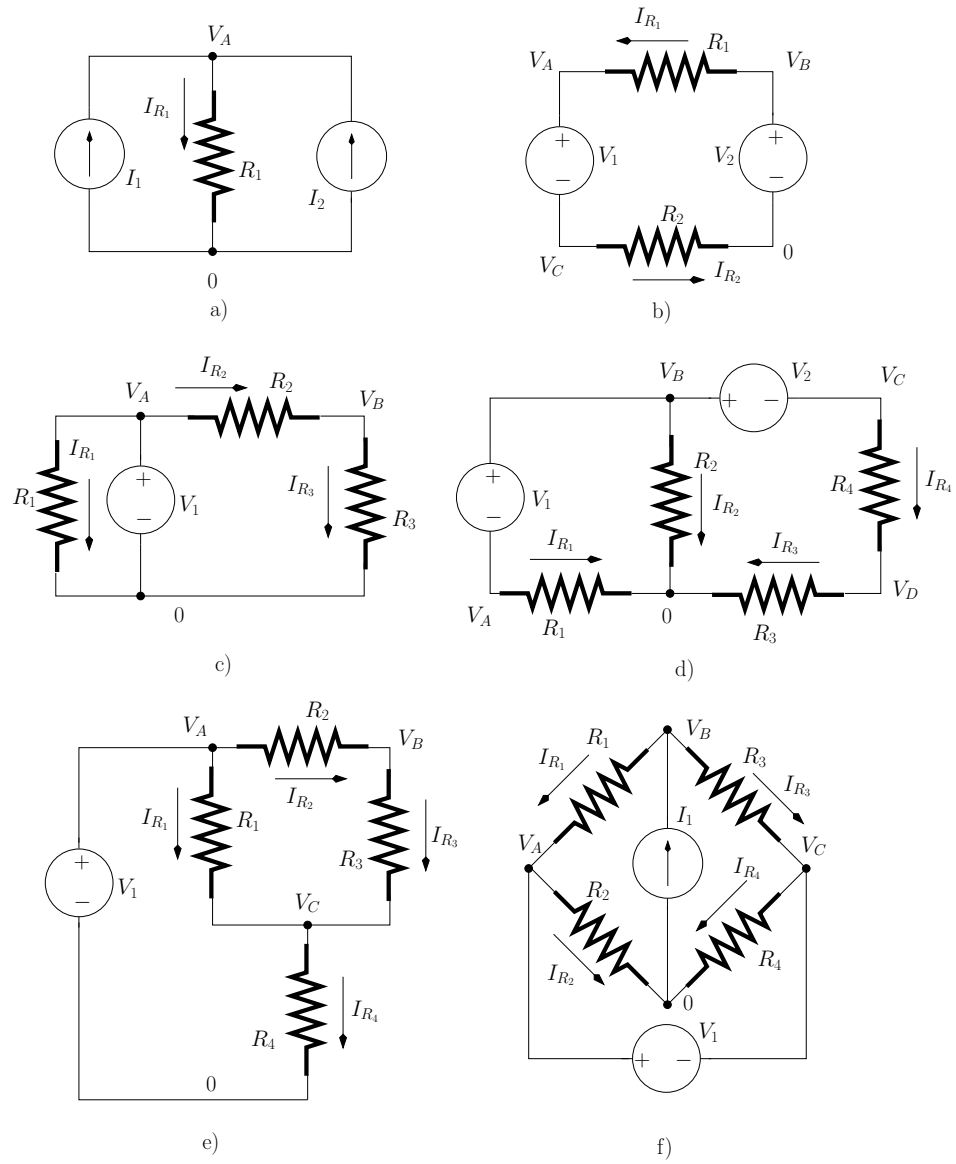 V_A
I_{R_1}
I_1
R_1
I_2
0
a)
I_{R_1}
R_1
V_A
V_B
+
V_1
−
V_2
+
−
R_2
V_C
0
I_{R_2}
b)
I_{R_2}
V_A
R_2
V_B
I_{R_1}
R_1
+
V_1
−
I_{R_3}
R_3
0
c)
V_B
V_2
V_C
+ −
+
V_1
−
R_2
I_{R_2}
R_4
I_{R_4}
I_{R_1}
I_{R_3}
V_A
R_1
0
R_3
V_D
d)
V_A
R_2
V_B
I_{R_2}
I_{R_1}
R_1
R_3
I_{R_3}
+
V_1
−
V_C
R_4
I_{R_4}
0
e)
V_B
I_{R_1}
R_1
R_3
I_{R_3}
I_1
V_A
V_C
R_2
I_{R_4}
I_{R_2}
R_4
0
V_1
+ −
f)